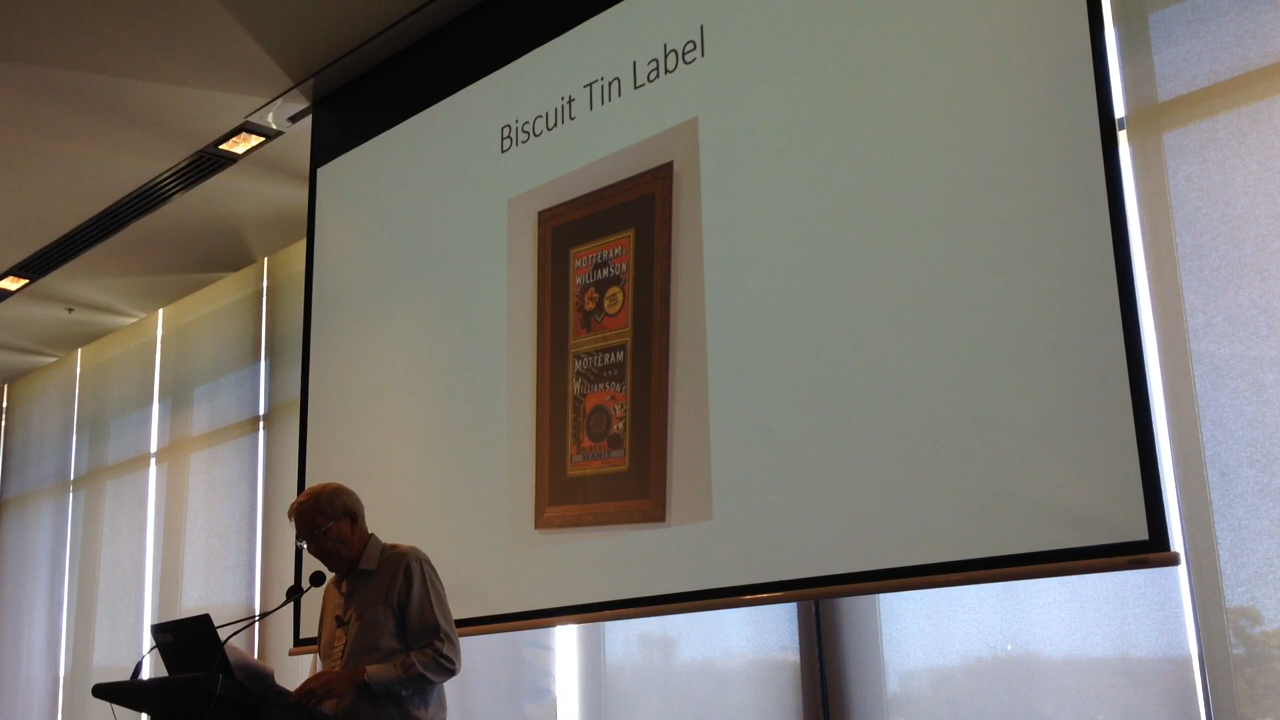 Biscuit Tin Label
MOTTERAM &
WILLIAMSON
MOTTERAM
AND
WILLIAMSON'S